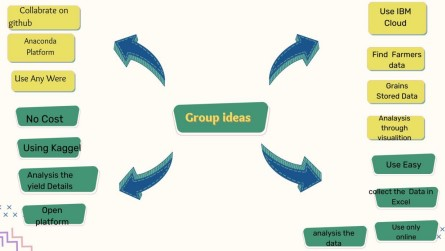 Collabrate on
github
Anaconda
Platform
Use Any Were
No Cost
Using Kaggel
Analysis the
yield Details
Open
platform
Group ideas
Use IBM
Cloud
Find Farmers
data
Grains
Stored Data
Analaysis
through
visualition
Use Easy
collect the Data in
Excel
Use only
online
analysis the
data